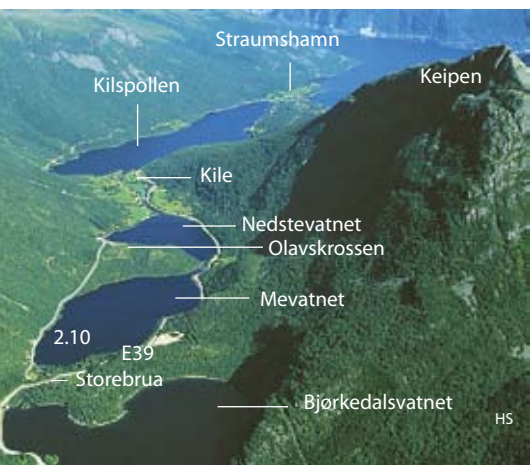 Straumshamn
Keipen
Kilspollen
Kile
Nedstevatnet
Olavskrossen
Mevatnet
2.10
E39
Storebrua
Bjørkedalsvatnet
HS